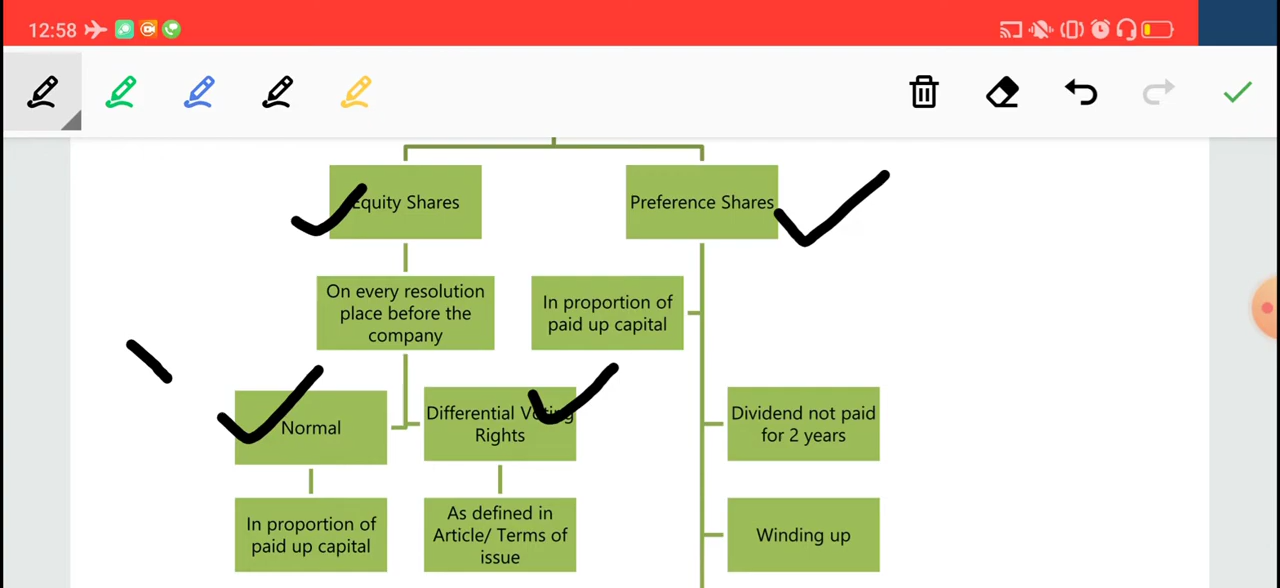 12:58
Equity Shares
Preference Shares
On every resolution
place before the
company
In proportion of
paid up capital
Normal
Differential Voting
Rights
Dividend not paid
for 2 years
In proportion of
paid up capital
As defined in
Article/ Terms of
issue
Winding up